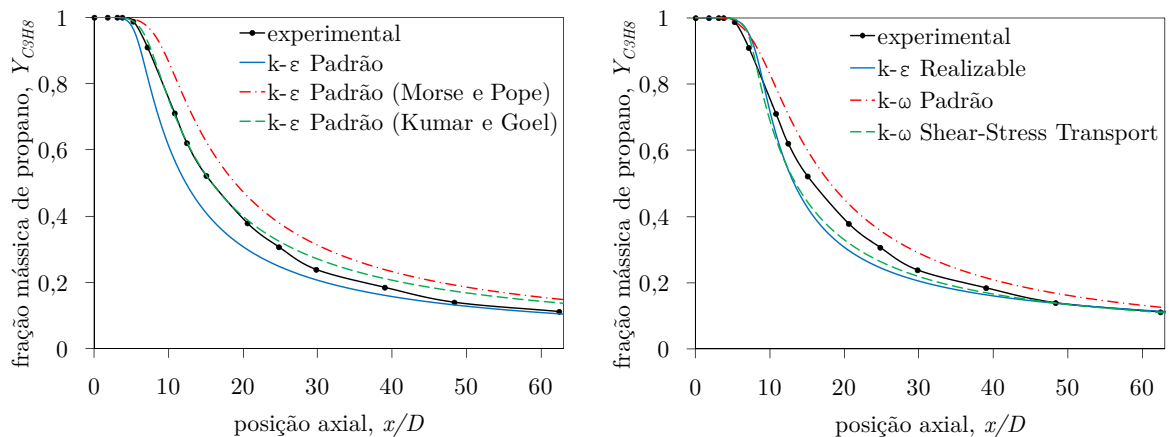 fração mássica de propano, Y_C3H8
1
0,8
0,6
0,4
0,2
0
0 10 20 30 40 50 60
posição axial, x/D
experimental
k-ε Padrão
k-ε Padrão (Morse e Pope)
k-ε Padrão (Kumar e Goel)
fração mássica de propano, Y_C3H8
1
0,8
0,6
0,4
0,2
0
0 10 20 30 40 50 60
posição axial, x/D
experimental
k-ε Realizable
k-ω Padrão
k-ω Shear-Stress Transport